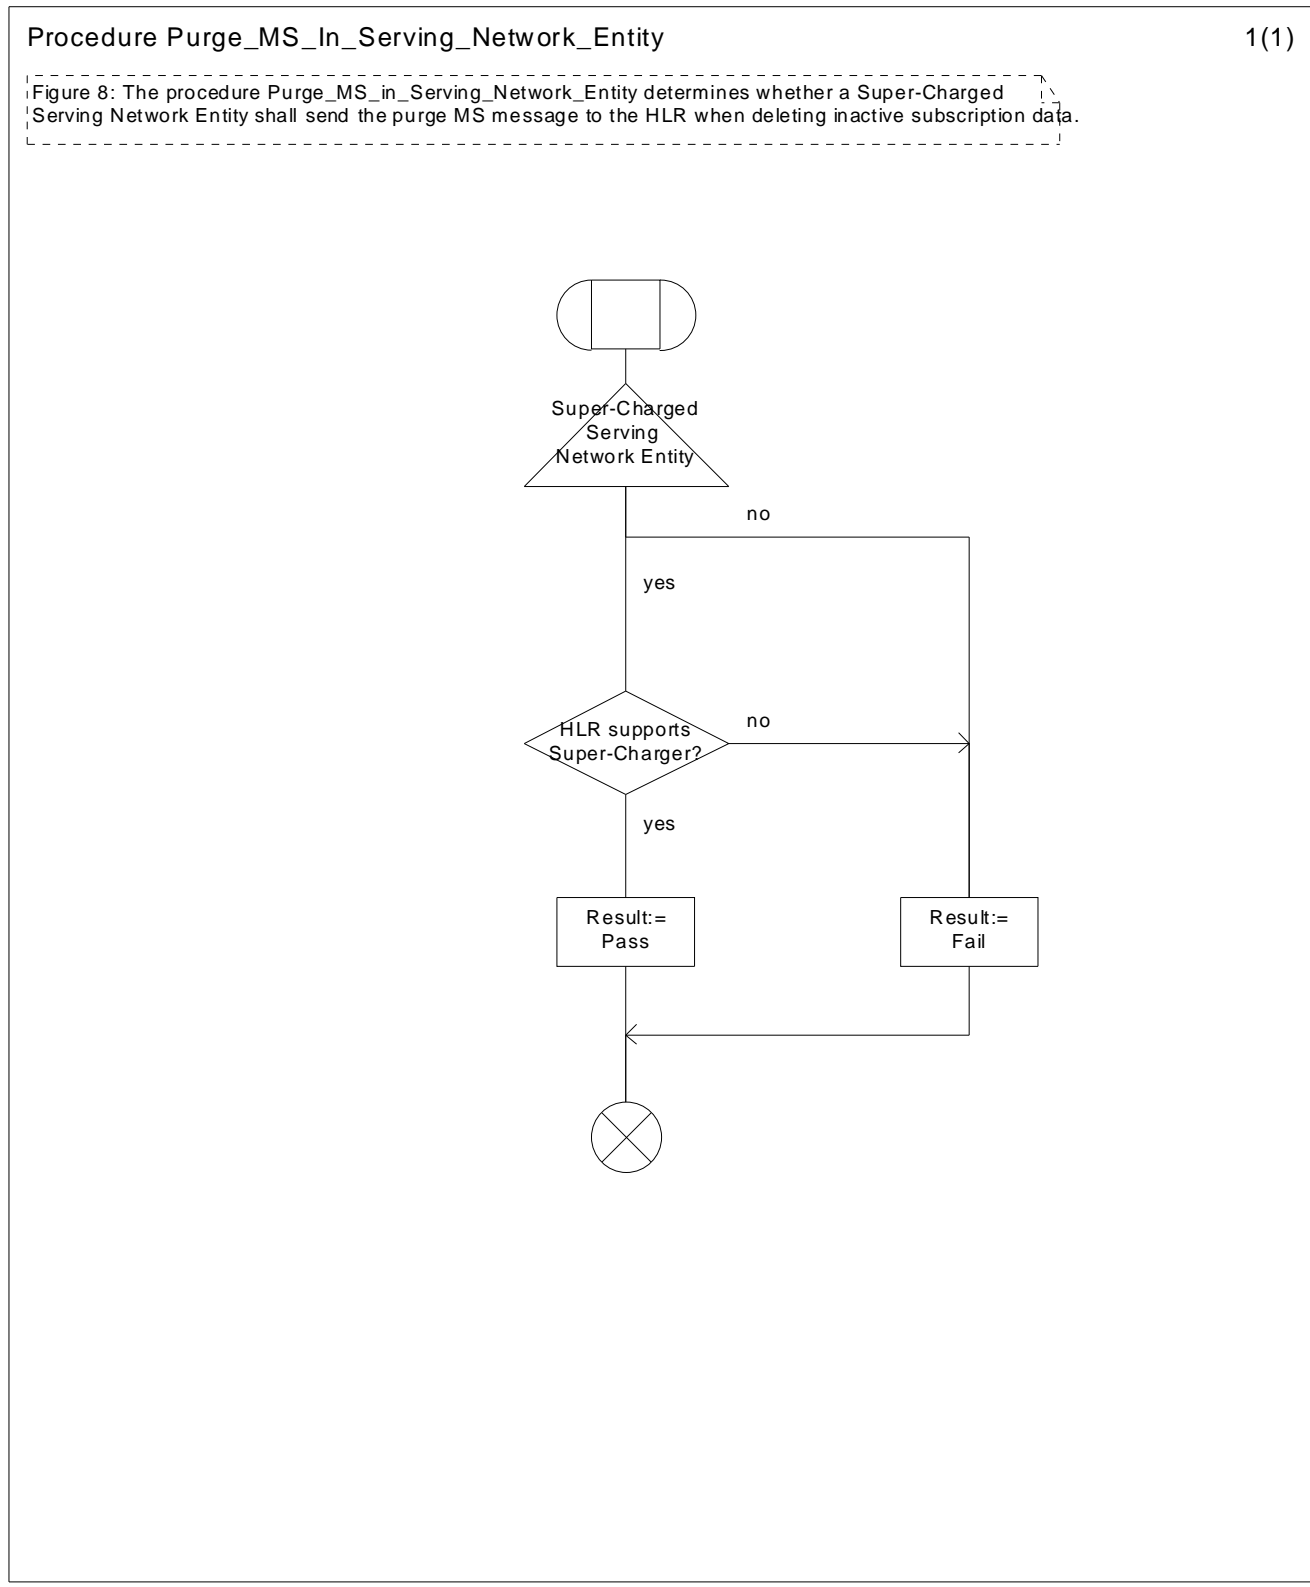 Procedure Purge_MS_In_Serving_Network_Entity
1(1)
Figure 8: The procedure Purge_MS_in_Serving_Network_Entity determines whether a Super-Charged
Serving Network Entity shall send the purge MS message to the HLR when deleting inactive subscription data.
Super-Charged
Serving
Network Entity
no
yes
HLR supports
Super-Charger?
no
yes
Result:=
Pass
Result:=
Fail